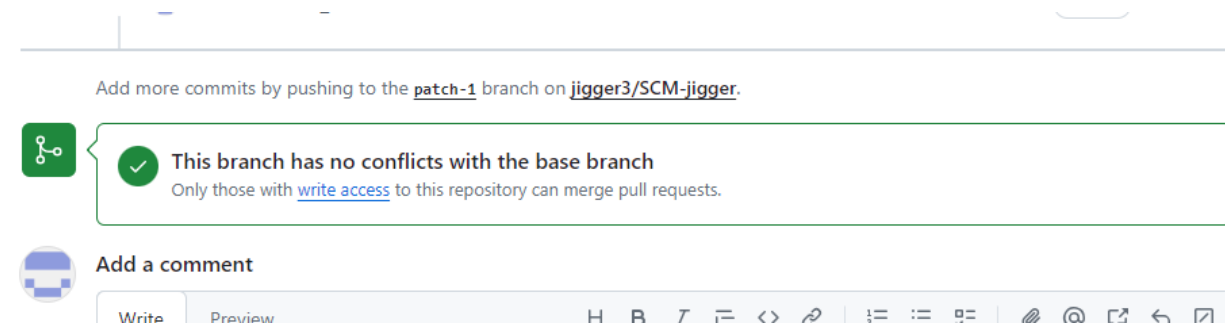 Add more commits by pushing to the patch-1 branch on jigger3/SCM-jigger.
This branch has no conflicts with the base branch
Only those with write access to this repository can merge pull requests.
Add a comment
Write Preview H B I